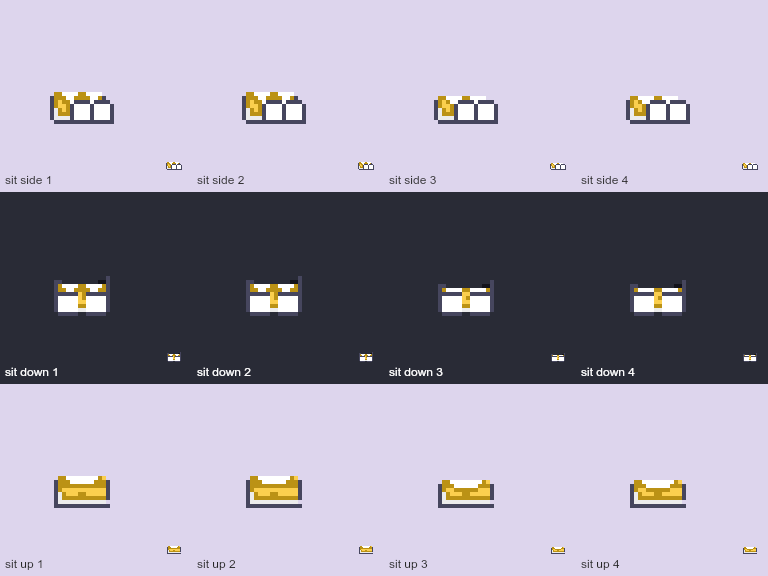 sit side 1
sit side 2
sit side 3
sit side 4
sit down 1
sit down 2
sit down 3
sit down 4
sit up 1
sit up 2
sit up 3
sit up 4